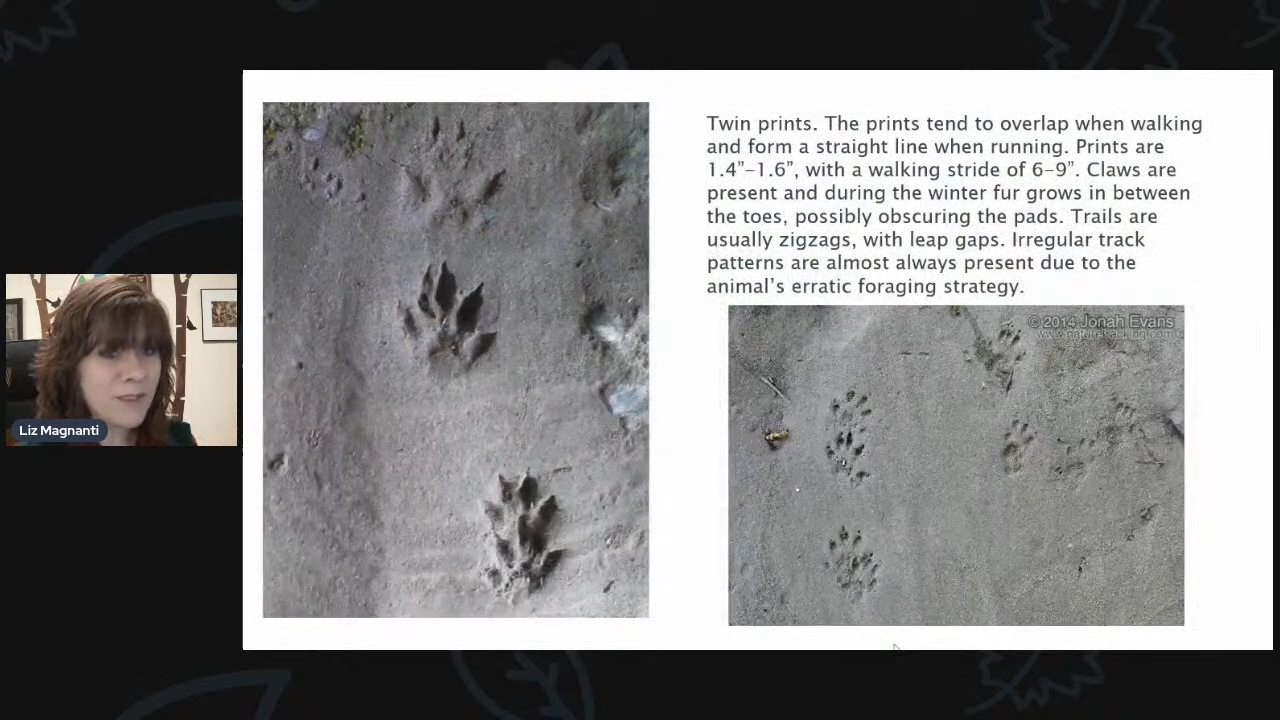 Twin prints. The prints tend to overlap when walking
and form a straight line when running. Prints are
1.4”-1.6”, with a walking stride of 6-9”. Claws are
present and during the winter fur grows in between
the toes, possibly obscuring the pads. Trails are
usually zigzags, with leap gaps. Irregular track
patterns are almost always present due to the
animal’s erratic foraging strategy.
© 2014 Jonah Evans
www.naturetracking.com
Liz Magnanti